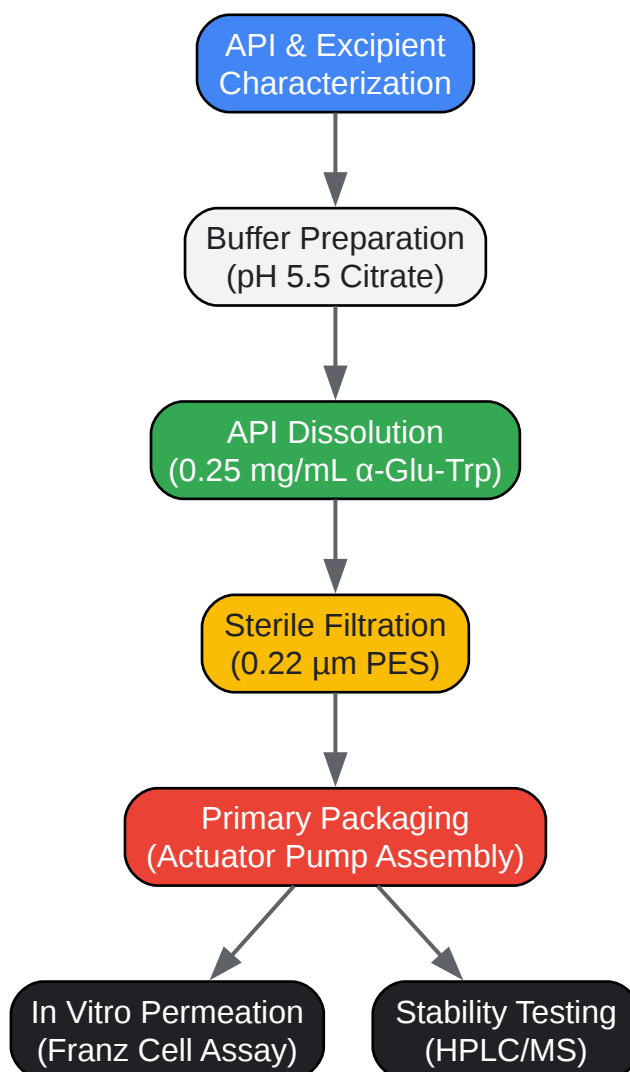 API & Excipient
Characterization
Buffer Preparation
(pH 5.5 Citrate)
API Dissolution
(0.25 mg/mL α-Glu-Trp)
Sterile Filtration
(0.22 µm PES)
Primary Packaging
(Actuator Pump Assembly)
In Vitro Permeation
(Franz Cell Assay)
Stability Testing
(HPLC/MS)